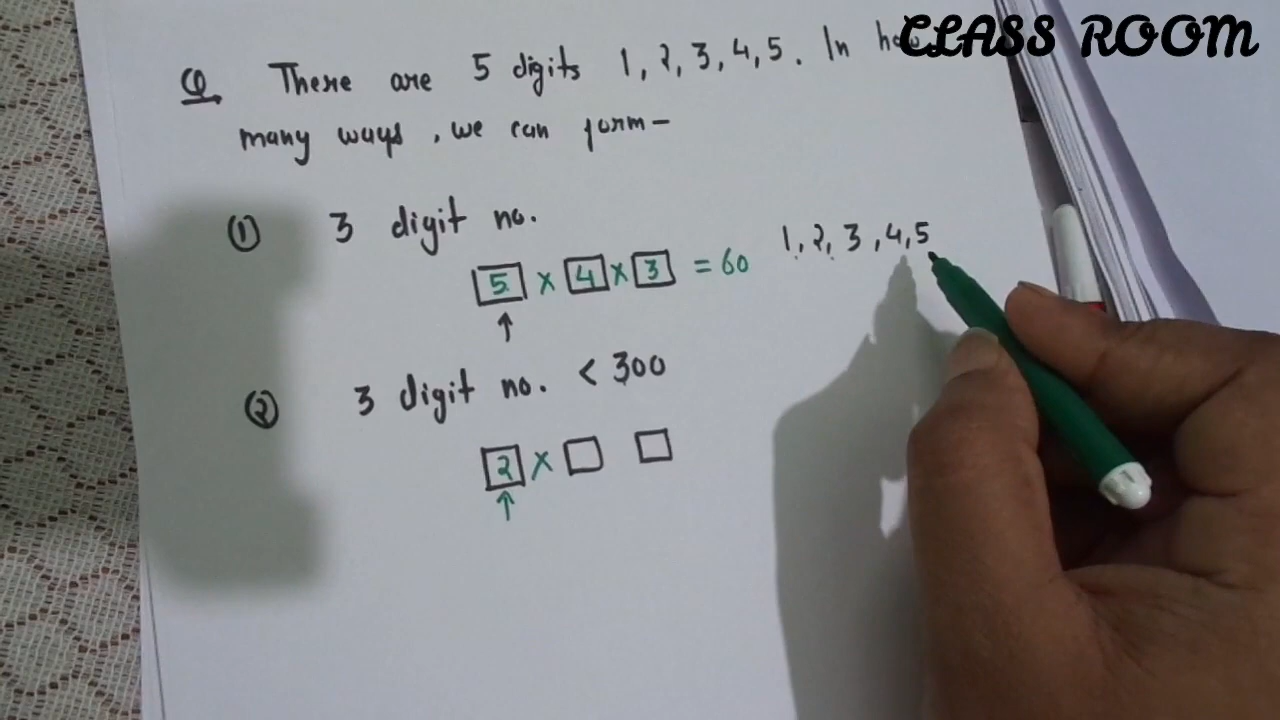 CLASS ROOM
Q There are 5 digits 1, 2, 3, 4, 5. In
many ways, we can form-
(1) 3 digit no.
1, 2, 3, 4, 5
5 × 4 × 3 = 60
(2) 3 digit no. < 300
2 ×